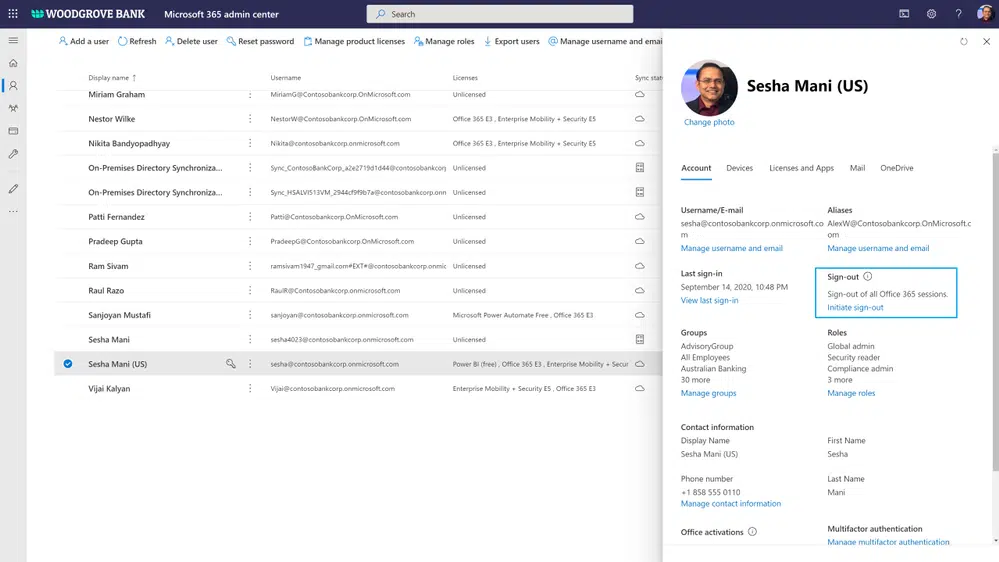 WOODGROVE BANK Microsoft 365 admin center Search ?
Add a user Refresh Delete user Reset password Manage product licenses Manage roles Export users Manage username and emai
Display name ↑ Username Licenses Sync stat
Miriam Graham MiriamG@Contosobankcorp.OnMicrosoft.com Unlicensed
Nestor Wilke NestorW@Contosobankcorp.OnMicrosoft.com Office 365 E3 , Enterprise Mobility + Security E5
Nikita Bandyopadhyay Nikita@contosobankcorp.onmicrosoft.com Office 365 E3 , Enterprise Mobility + Security E5
On-Premises Directory Synchroniza... Sync_ContosoBankCorp_a2e2719d1d44@contosobankcorp Unlicensed
On-Premises Directory Synchroniza... Sync_HSALVI513VM_2944cf9f9b7a@contosobankcorp.onn Unlicensed
Patti Fernandez Patti@Contosobankcorp.OnMicrosoft.com Unlicensed
Pradeep Gupta PradeepG@Contosobankcorp.OnMicrosoft.com Unlicensed
Ram Sivam ramsivam1947_gmail.com#EXT#@contosobankcorp.onmic Unlicensed
Raul Razo RaulR@Contosobankcorp.OnMicrosoft.com Unlicensed
Sanjoyan Mustafi sanjoyan@contosobankcorp.onmicrosoft.com Microsoft Power Automate Free , Office 365 E3
Sesha Mani sesha4023@contosobankcorp.onmicrosoft.com Unlicensed
Sesha Mani (US) sesha@contosobankcorp.onmicrosoft.com Power BI (free) , Office 365 E3 , Enterprise Mobility + Secur
Vijai Kalyan Vijai@contosobankcorp.onmicrosoft.com Enterprise Mobility + Security E5 , Office 365 E3
Sesha Mani (US)
Change photo
Account Devices Licenses and Apps Mail OneDrive
Username/E-mail Aliases
sesha@contosobankcorp.onmicrosoft.co AlexW@Contosobankcorp.OnMicrosoft.c
m om
Manage username and email Manage username and email
Last sign-in Sign-out
September 14, 2020, 10:48 PM Sign-out of all Office 365 sessions.
View last sign-in Initiate sign-out
Groups Roles
AdvisoryGroup Global admin
All Employees Security reader
Australian Banking Compliance admin
30 more 3 more
Manage groups Manage roles
Contact information
Display Name First Name
Sesha Mani (US) Sesha
Phone number Last Name
+1 858 555 0110 Mani
Manage contact information
Office activations Multifactor authentication
Manage multifactor authentication